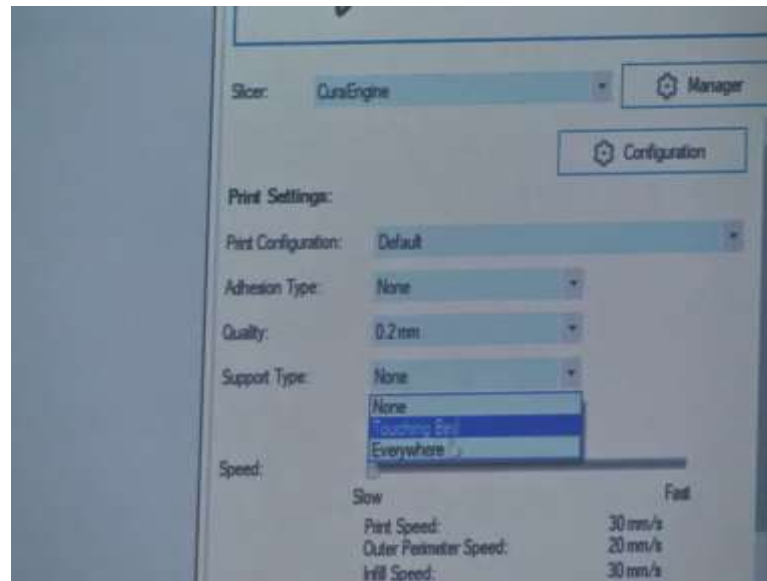 Slicer: CuraEngine Manager
Configuration
Print Settings:
Print Configuration: Default
Adhesion Type: None
Quality: 0.2 mm
Support Type: None
None
Touching Bed
Everywhere
Speed:
Slow Fast
Print Speed: 30 mm/s
Outer Perimeter Speed: 20 mm/s
Infill Speed: 30 mm/s